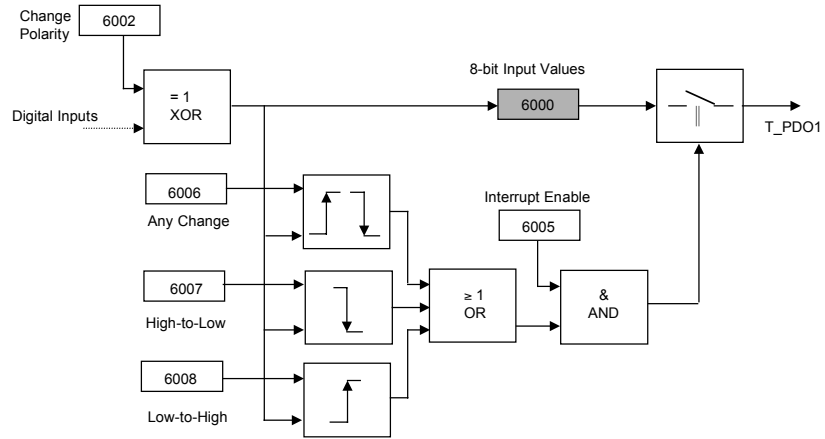 Change
Polarity
6002
= 1
XOR
Digital Inputs
8-bit Input Values
6000
T_PDO1
6006
Any Change
Interrupt Enable
6005
6007
High-to-Low
≥ 1
OR
&
AND
6008
Low-to-High